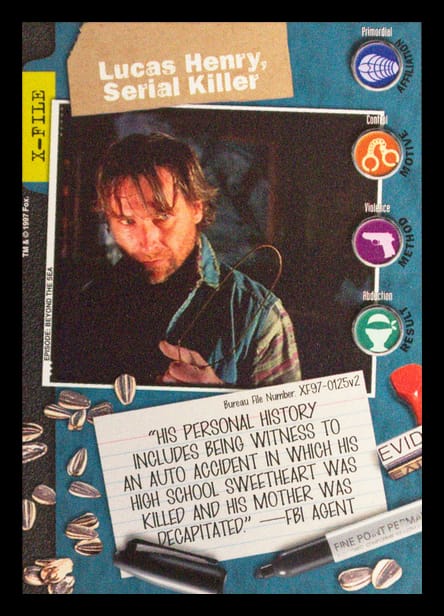 Lucas Henry,
Serial Killer
X-FILE
TM & © 1997 Fox.
EPISODE: BEYOND THE SEA
Primordial
AFFILIATION
Control
MOTIVE
Violence
METHOD
Abduction
RESULT
Bureau File Number: XF97-0125v2
"HIS PERSONAL HISTORY
INCLUDES BEING WITNESS TO
AN AUTO ACCIDENT IN WHICH HIS
HIGH SCHOOL SWEETHEART WAS
KILLED AND HIS MOTHER WAS
DECAPITATED." —FBI AGENT
EVID
FINE POINT PERMA